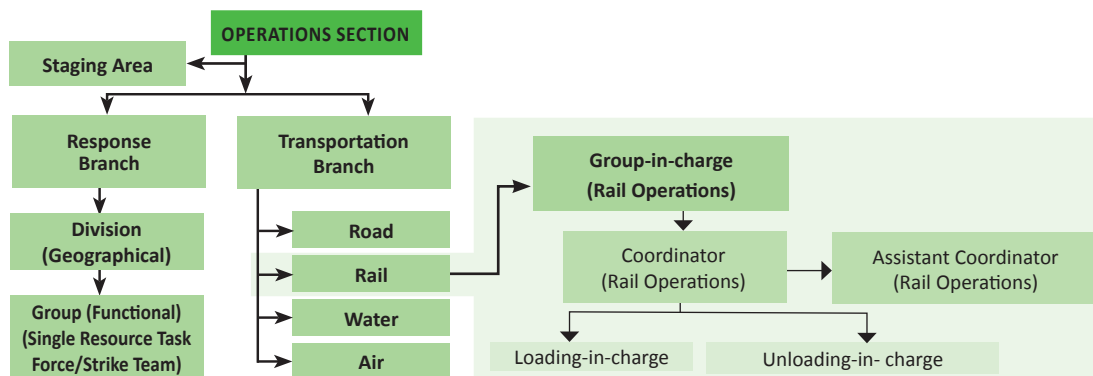 OPERATIONS SECTION
Staging Area
Response
Branch
Transportation
Branch
Division
(Geographical)
Group (Functional)
(Single Resource Task
Force/Strike Team)
Road
Rail
Water
Air
Group-in-charge
(Rail Operations)
Coordinator
(Rail Operations)
Assistant Coordinator
(Rail Operations)
Loading-in-charge
Unloading-in- charge